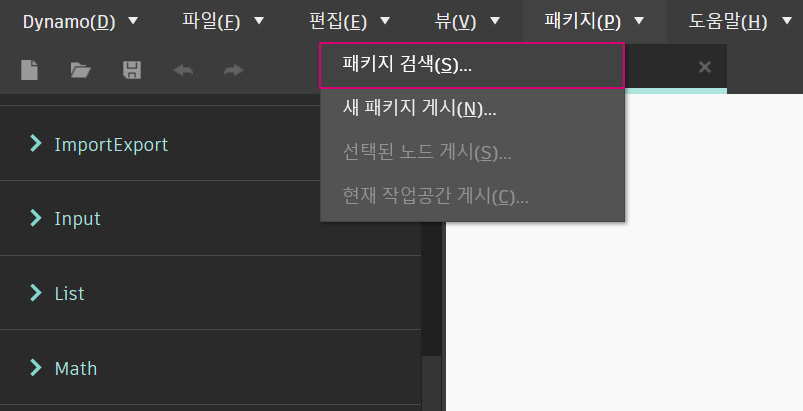 Dynamo(D) 파일(F) 편집(E) 뷰(V) 패키지(P) 도움말(H)
패키지 검색(S)...
새 패키지 게시(N)...
선택된 노드 게시(S)...
현재 작업공간 게시(C)...
ImportExport
Input
List
Math